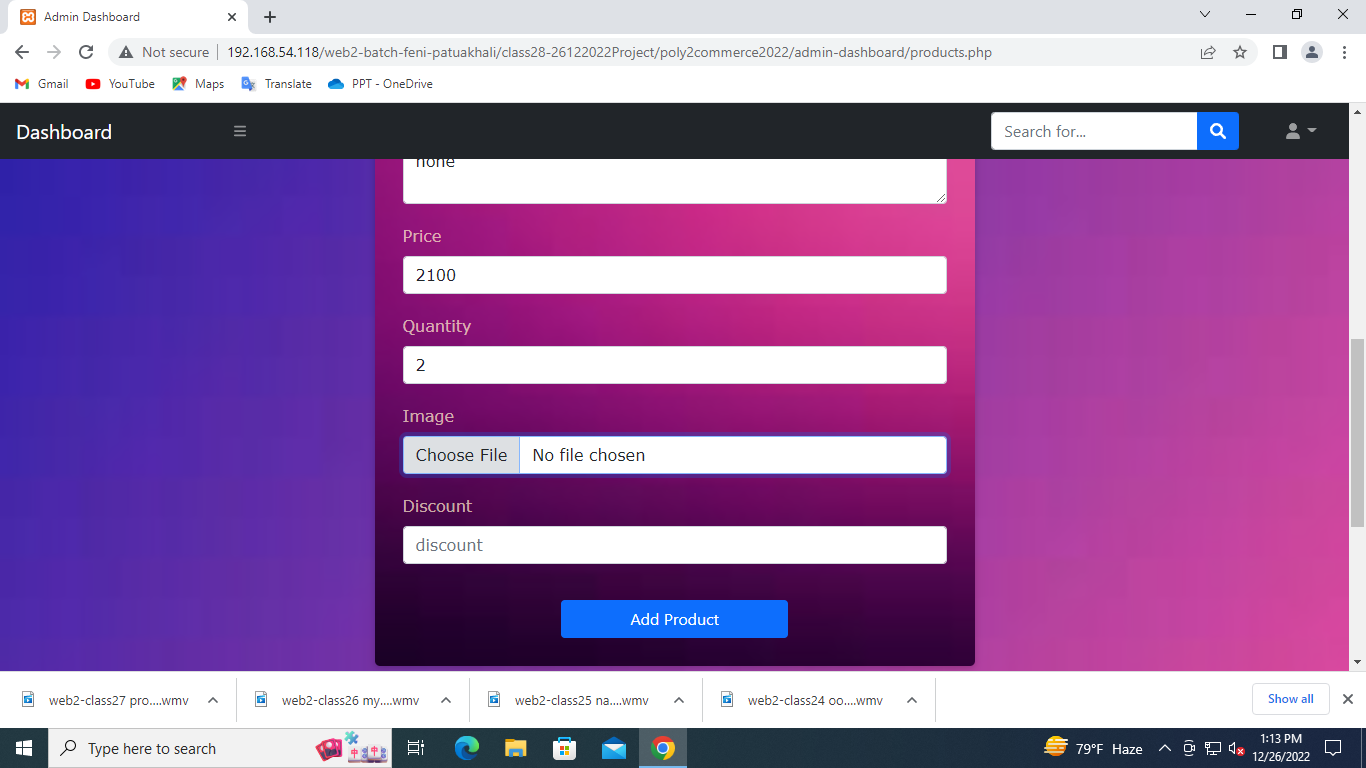 Admin Dashboard
Not secure
192.168.54.118/web2-batch-feni-patuakhali/class28-26122022Project/poly2commerce2022/admin-dashboard/products.php
Gmail YouTube Maps Translate PPT - OneDrive
Dashboard
Search for...
none
Price
2100
Quantity
2
Image
Choose File No file chosen
Discount
discount
Add Product
web2-class27 pro....wmv web2-class26 my....wmv web2-class25 na....wmv web2-class24 oo....wmv Show all
Type here to search
79°F Haze
1:13 PM
12/26/2022